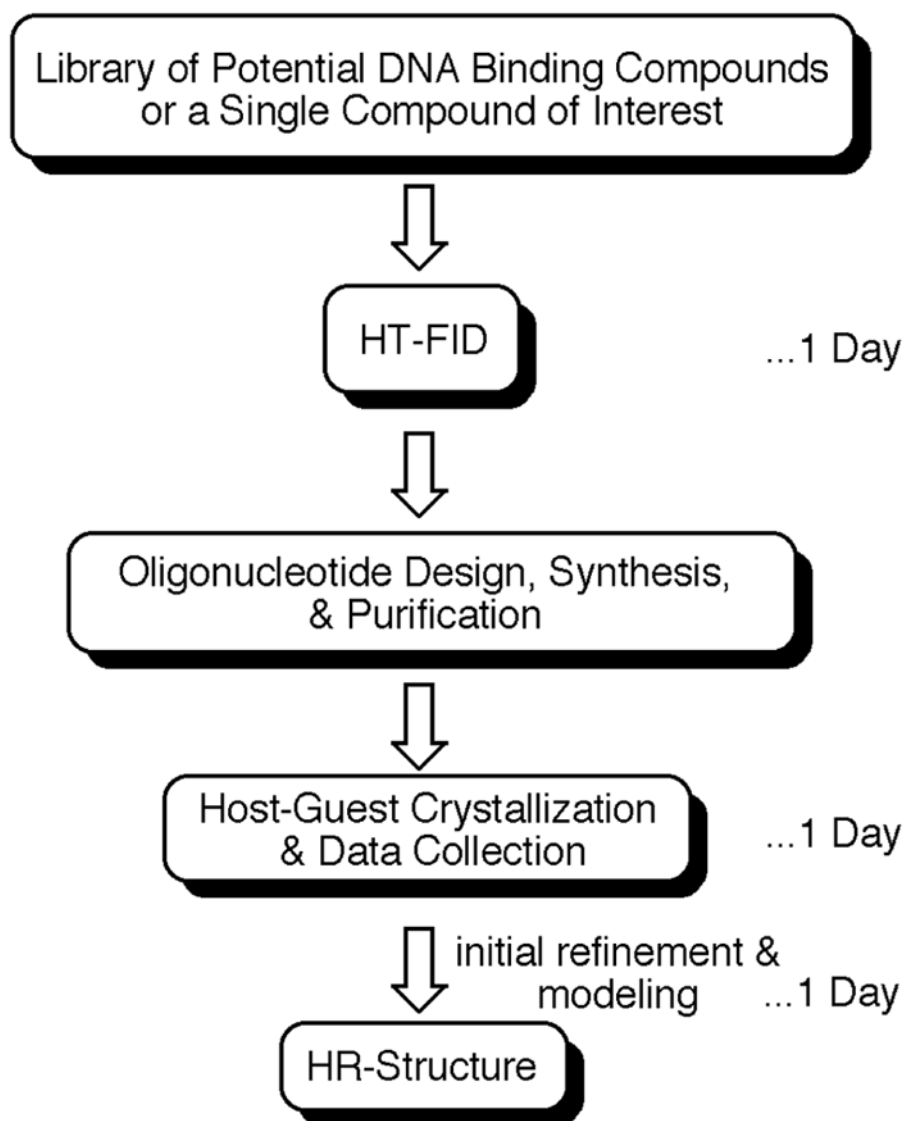 Library of Potential DNA Binding Compounds
or a Single Compound of Interest
HT-FID
...1 Day
Oligonucleotide Design, Synthesis,
& Purification
Host-Guest Crystallization
& Data Collection
...1 Day
initial refinement &
modeling
...1 Day
HR-Structure